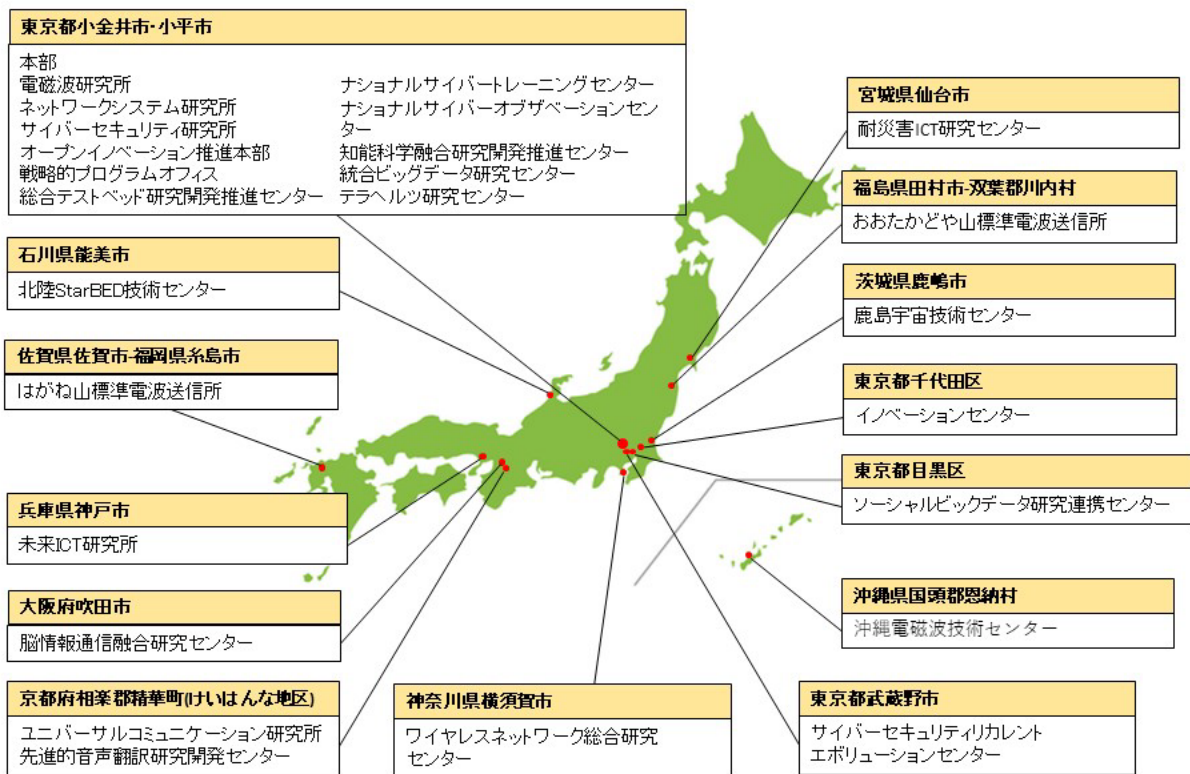 東京都小金井市・小平市
本部
電磁波研究所
ネットワークシステム研究所
サイバーセキュリティ研究所
オープンイノベーション推進本部
戦略的プログラムオフィス
総合テストベッド研究開発推進センター
ナショナルサイバートレーニングセンター
ナショナルサイバーオブザベーションセン
ター
知能科学融合研究開発推進センター
統合ビッグデータ研究センター
テラヘルツ研究センター
宮城県仙台市
耐災害ICT研究センター
福島県田村市-双葉郡川内村
おおたかどや山標準電波送信所
石川県能美市
北陸StarBED技術センター
茨城県鹿嶋市
鹿島宇宙技術センター
佐賀県佐賀市-福岡県糸島市
はがね山標準電波送信所
東京都千代田区
イノベーションセンター
東京都目黒区
ソーシャルビックデータ研究連携センター
兵庫県神戸市
未来ICT研究所
大阪府吹田市
脳情報通信融合研究センター
沖縄県国頭郡恩納村
沖縄電磁波技術センター
京都府相楽郡精華町(けいはんな地区)
ユニバーサルコミュニケーション研究所
先進的音声翻訳研究開発センター
神奈川県横須賀市
ワイヤレスネットワーク総合研究
センター
東京都武蔵野市
サイバーセキュリティリカレント
エボリューションセンター